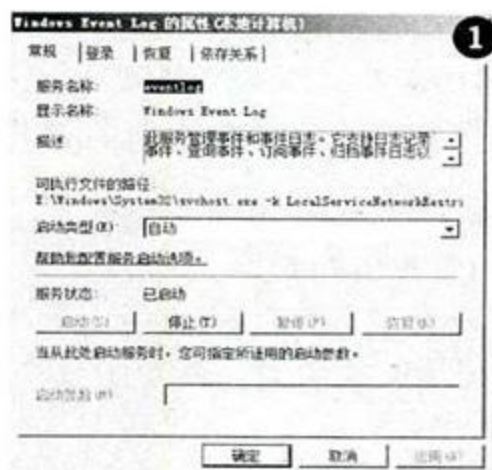 Windows Event Log 的属性(本地计算机)
1
常规 登录 恢复 依存关系
服务名称: eventlog
显示名称: Windows Event Log
描述: 此服务管理事件和事件日志。它支持日志记录
事件、查询事件、订阅事件、归档事件日志以
可执行文件的路径:
E:\Windows\System32\svchost.exe -k LocalServiceNetworkRestri
启动类型(E): 自动
帮助我配置服务启动选项。
服务状态: 已启动
启动(S) 停止(T) 暂停(P) 恢复(R)
当从此处启动服务时，您可指定所适用的启动参数。
启动参数(M)
确定 取消 应用(A)